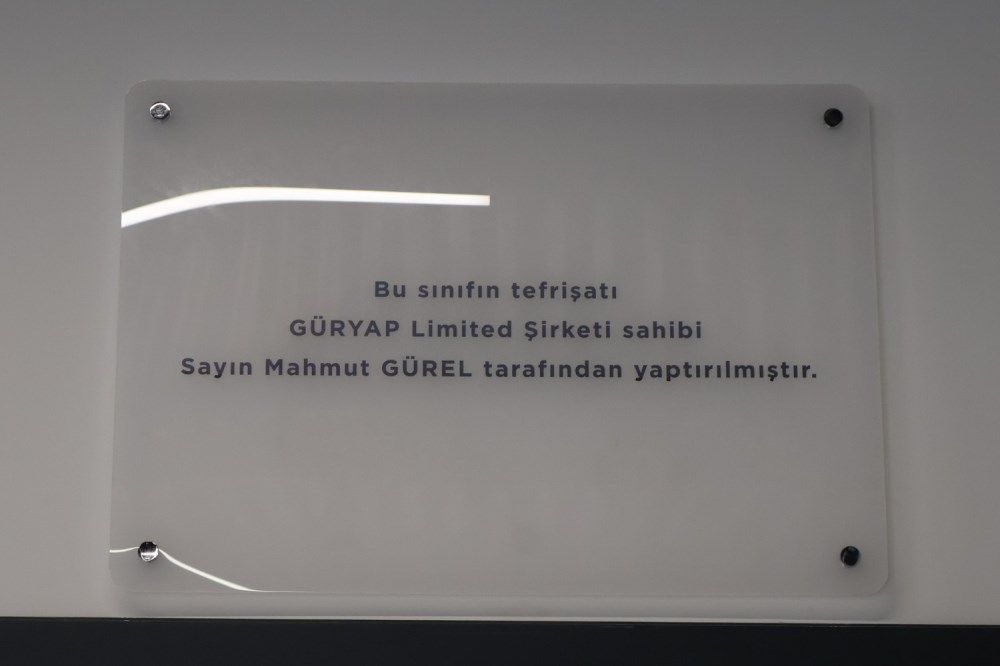 Bu sınıfın tefrişatı
GÜRYAP Limited Şirketi sahibi
Sayın Mahmut GÜREL tarafından yaptırılmıştır.